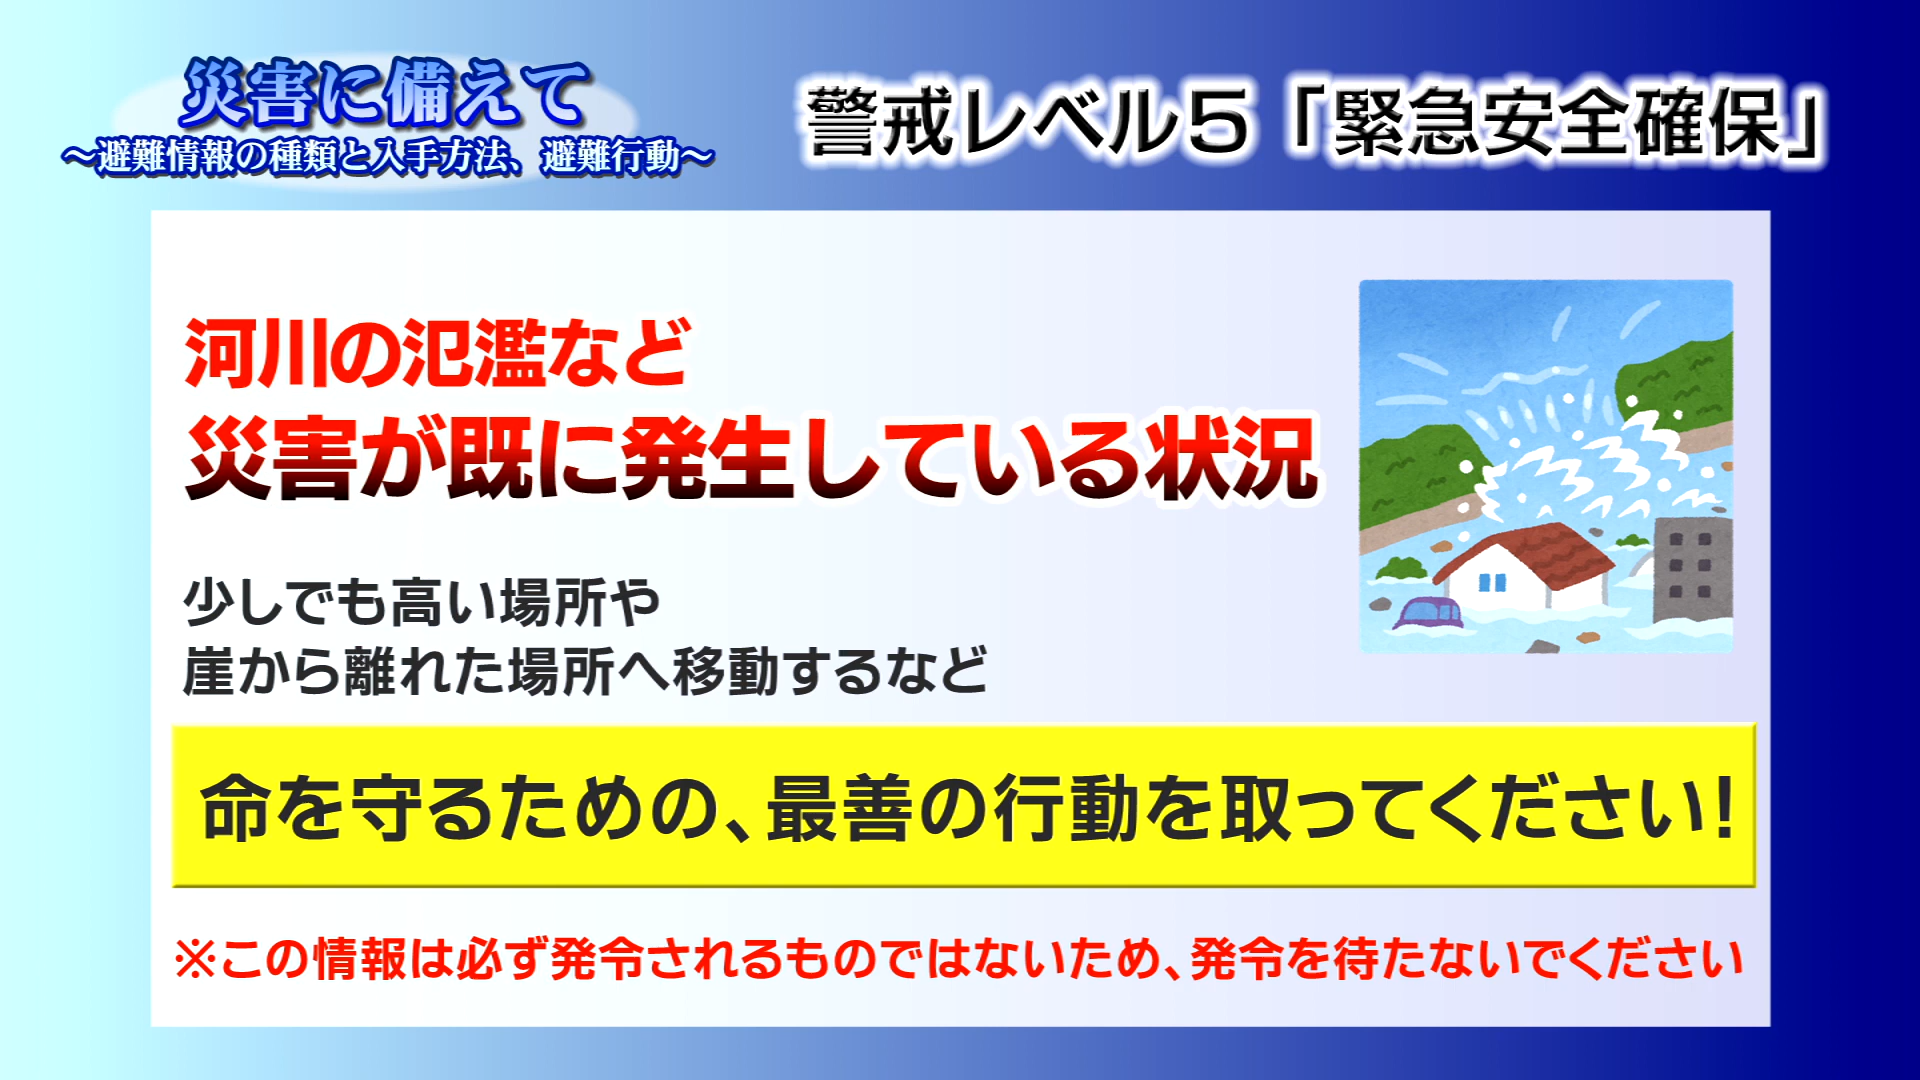 災害に備えて
～避難情報の種類と入手方法、避難行動～
警戒レベル５「緊急安全確保」
河川の氾濫など
災害が既に発生している状況
少しでも高い場所や
崖から離れた場所へ移動するなど
命を守るための、最善の行動を取ってください！
※この情報は必ず発令されるものではないため、発令を待たないでください